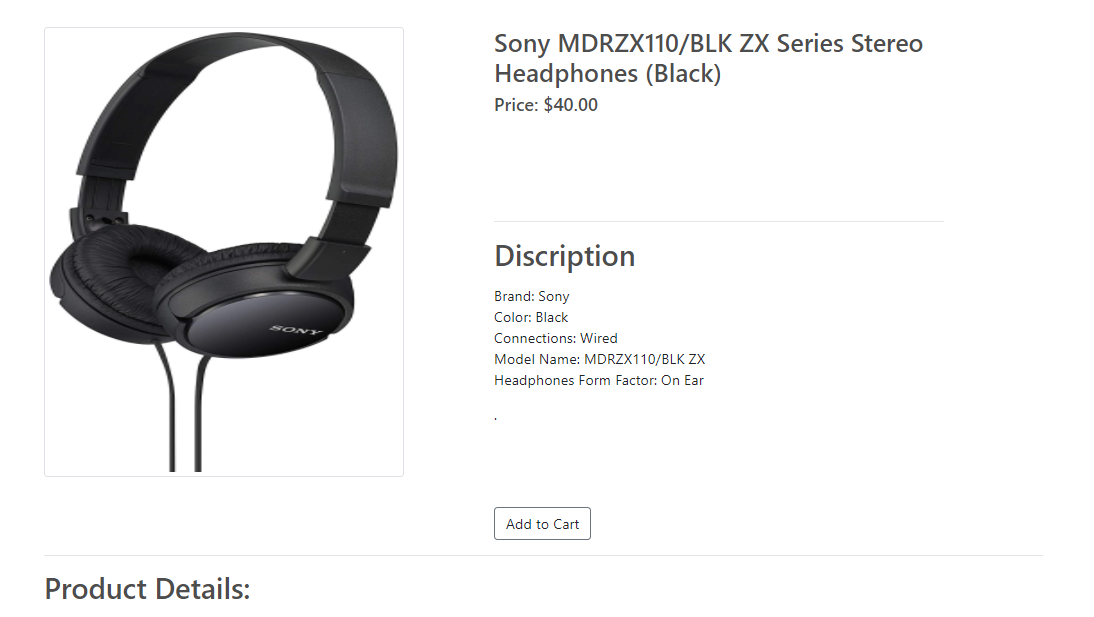 Sony MDRZX110/BLK ZX Series Stereo
Headphones (Black)
Price: $40.00
SONY
Discription
Brand: Sony
Color: Black
Connections: Wired
Model Name: MDRZX110/BLK ZX
Headphones Form Factor: On Ear
.
Add to Cart
Product Details: